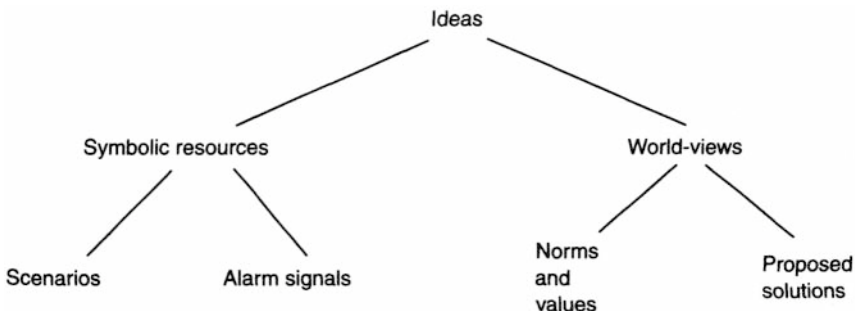 Ideas
Symbolic resources
World-views
Scenarios
Alarm signals
Norms
and
values
Proposed
solutions